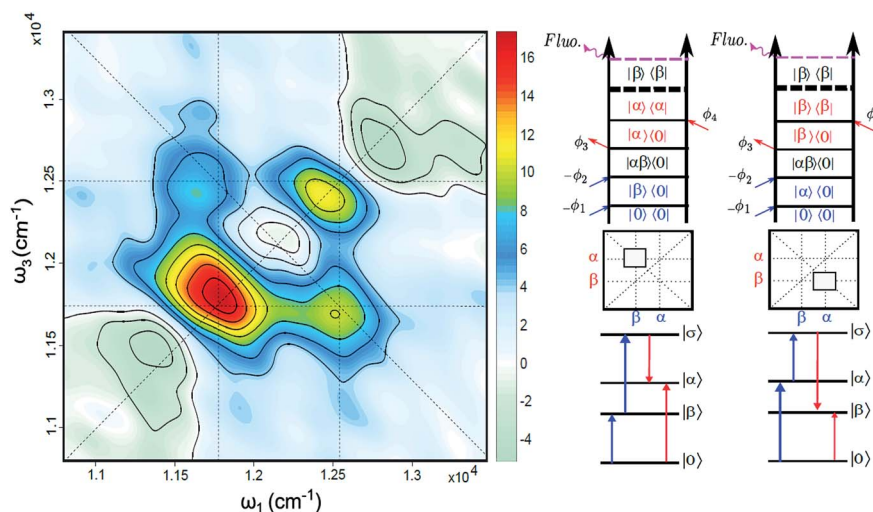 x10⁴
1.3
1.25
1.2
1.15
1.1
ω₃ (cm⁻¹)
1.1
1.15
1.2
1.25
1.3
x10⁴
ω₁ (cm⁻¹)
16
14
12
10
8
6
4
2
0
-2
-4
Fluo.
|β⟩ ⟨β|
|α⟩ ⟨α|
ϕ₄
|α⟩⟨0|
ϕ₃
|αβ⟩⟨0|
-ϕ₂
|β⟩⟨0|
-ϕ₁
|0⟩ ⟨0|
α
β
β α
|σ⟩
|α⟩
|β⟩
|0⟩
Fluo.
|β⟩ ⟨β|
|β⟩ ⟨β|
|β⟩⟨0|
ϕ₃
|αβ⟩⟨0|
-ϕ₂
|α⟩⟨0|
-ϕ₁
|0⟩ ⟨0|
α
β
β α
|σ⟩
|α⟩
|β⟩
|0⟩